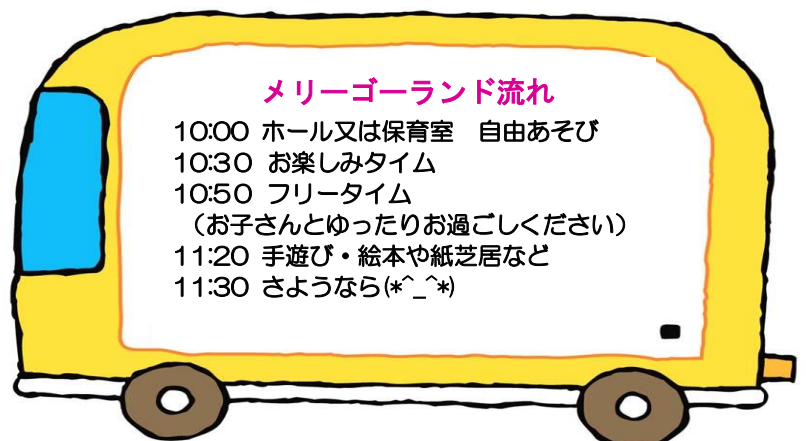 メリーゴーランド流れ
10:00 ホール又は保育室　自由あそび
10:30 お楽しみタイム
10:50 フリータイム
（お子さんとゆったりお過ごしください）
11:20 手遊び・絵本や紙芝居など
11:30 さようなら(*^_^*)